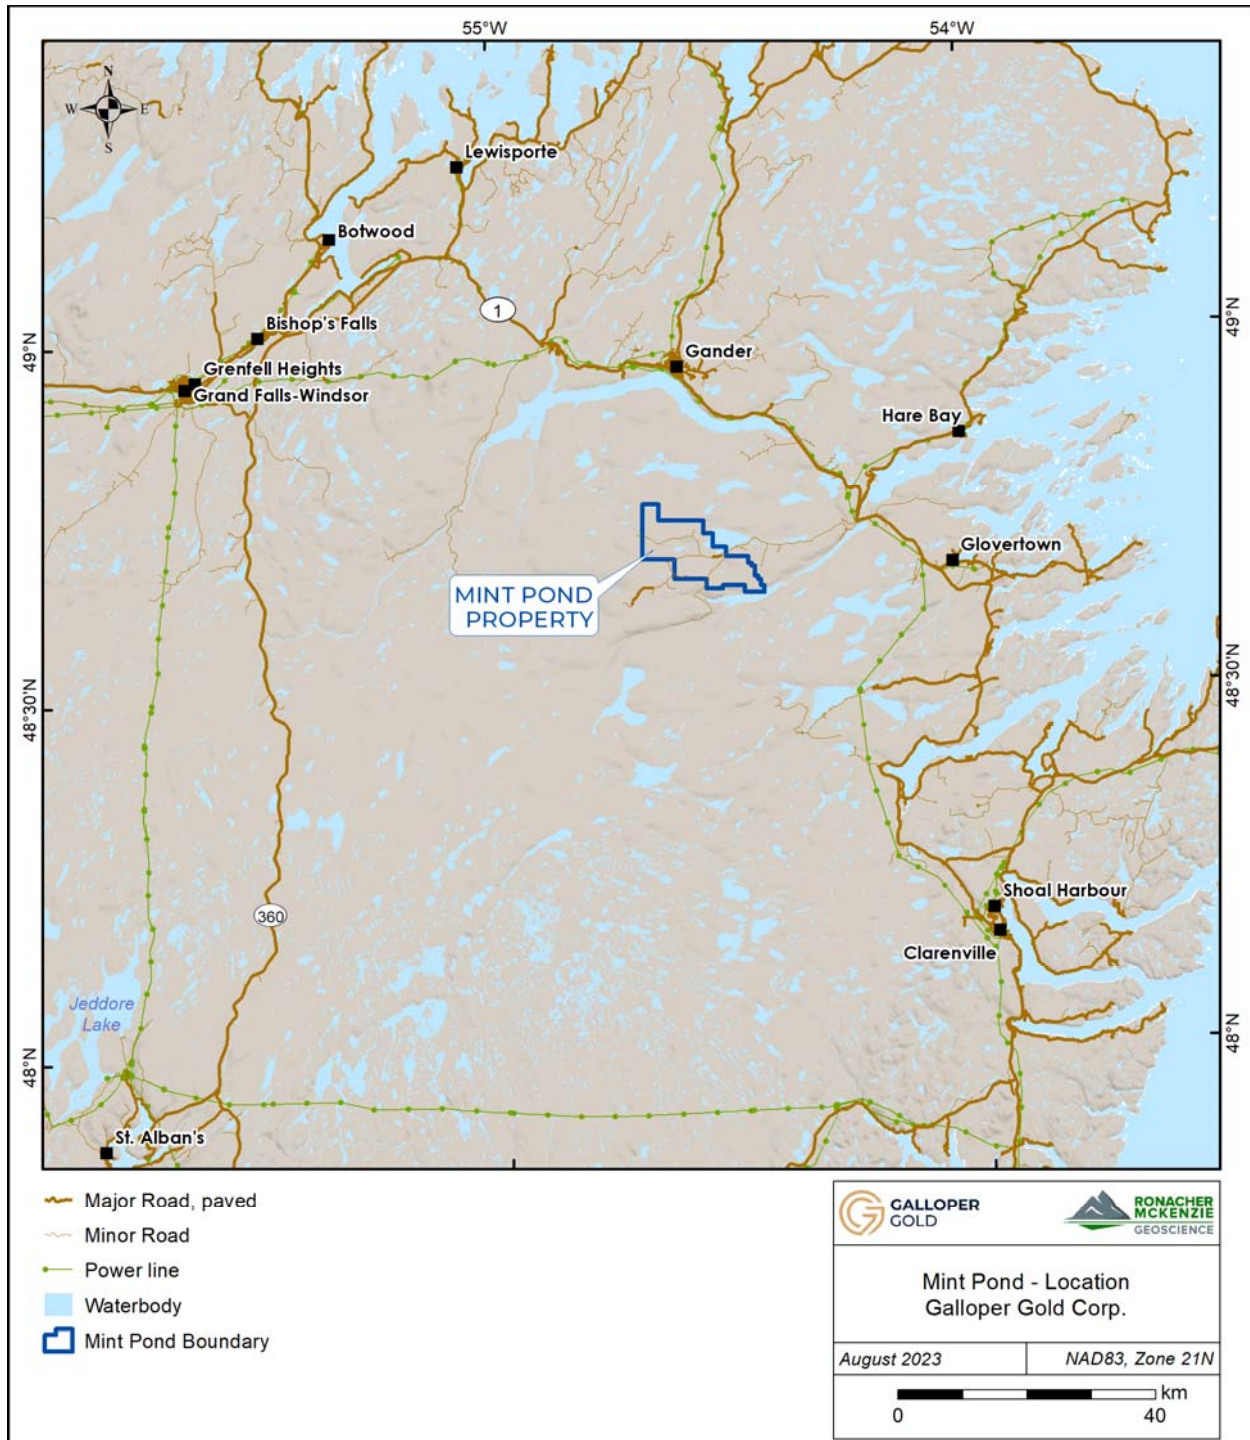 55°W
54°W
N
W
E
S
Lewisporte
Botwood
1
Bishop's Falls
49°N
49°N
Gander
Grenfell Heights
Grand Falls-Windsor
Hare Bay
Glovertown
MINT POND
PROPERTY
48°30'N
48°30'N
Shoal Harbour
360
Clarenville
Jeddore
Lake
48°N
48°N
St. Alban's
Major Road, paved
Minor Road
Power line
Waterbody
Mint Pond Boundary
GALLOPER
GOLD
RONACHER
MCKENZIE
GEOSCIENCE
Mint Pond - Location
Galloper Gold Corp.
August 2023
NAD83, Zone 21N
km
0
40